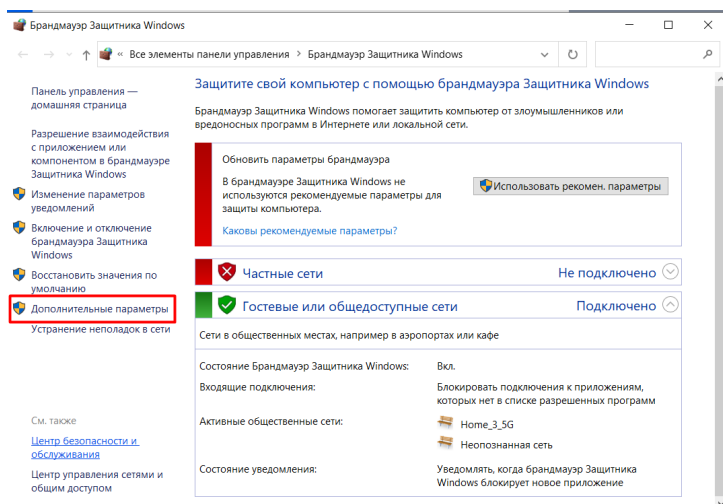 Брандмауэр Защитника Windows
« Все элементы панели управления > Брандмауэр Защитника Windows
Панель управления —
домашняя страница
Разрешение взаимодействия
с приложением или
компонентом в брандмауэре
Защитника Windows
Изменение параметров
уведомлений
Включение и отключение
брандмауэра Защитника
Windows
Восстановить значения по
умолчанию
Дополнительные параметры
Устранение неполадок в сети
См. также
Центр безопасности и
обслуживания
Центр управления сетями и
общим доступом
Защитите свой компьютер с помощью брандмауэра Защитника Windows
Брандмауэр Защитника Windows помогает защитить компьютер от злоумышленников или
вредоносных программ в Интернете или локальной сети.
Обновить параметры брандмауэра
В брандмауэре Защитника Windows не
используются рекомендуемые параметры для
защиты компьютера.
Использовать рекомен. параметры
Каковы рекомендуемые параметры?
Частные сети Не подключено
Гостевые или общедоступные сети Подключено
Сети в общественных местах, например в аэропортах или кафе
Состояние Брандмауэр Защитника Windows: Вкл.
Входящие подключения: Блокировать подключения к приложениям,
которых нет в списке разрешенных программ
Активные общественные сети: Home_3_5G
Неопознанная сеть
Состояние уведомления: Уведомлять, когда брандмауэр Защитника
Windows блокирует новое приложение